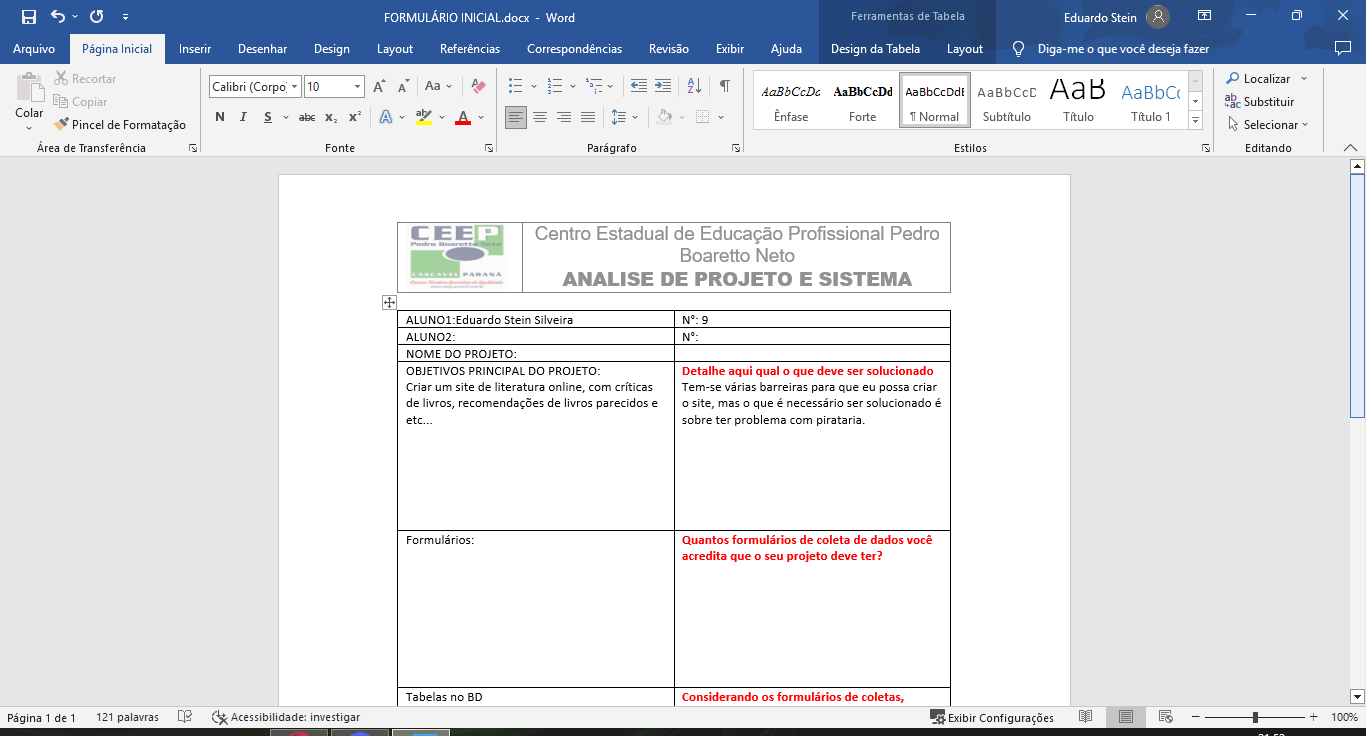 FORMULÁRIO INICIAL.docx - Word
Ferramentas de Tabela
Eduardo Stein
Arquivo Página Inicial Inserir Desenhar Design Layout Referências Correspondências Revisão Exibir Ajuda Design da Tabela Layout Diga-me o que você deseja fazer
Colar
Recortar
Copiar
Pincel de Formatação
Área de Transferência
Calibri (Corpo) 10
Aa
N I S abc x₂ x²
Fonte
Parágrafo
AaBbCcDc AaBbCcDd AaBbCcDdE AaBbCcD AaB AaBbCc
Ênfase Forte ¶ Normal Subtítulo Título Título 1
Estilos
Localizar
Substituir
Selecionar
Editando
CEEP
Pedro Boaretto Neto
CASCAVEL PARANÁ
Centro Estadual de Educação Profissional Pedro
Boaretto Neto
ANALISE DE PROJETO E SISTEMA
ALUNO1:Eduardo Stein Silveira N°: 9
ALUNO2: N°:
NOME DO PROJETO:
OBJETIVOS PRINCIPAL DO PROJETO:
Criar um site de literatura online, com críticas
de livros, recomendações de livros parecidos e
etc...
Detalhe aqui qual o que deve ser solucionado
Tem-se várias barreiras para que eu possa criar
o site, mas o que é necessário ser solucionado é
sobre ter problema com pirataria.
Formulários:
Quantos formulários de coleta de dados você
acredita que o seu projeto deve ter?
Tabelas no BD
Considerando os formulários de coletas,
Página 1 de 1 121 palavras Acessibilidade: investigar Exibir Configurações 100%